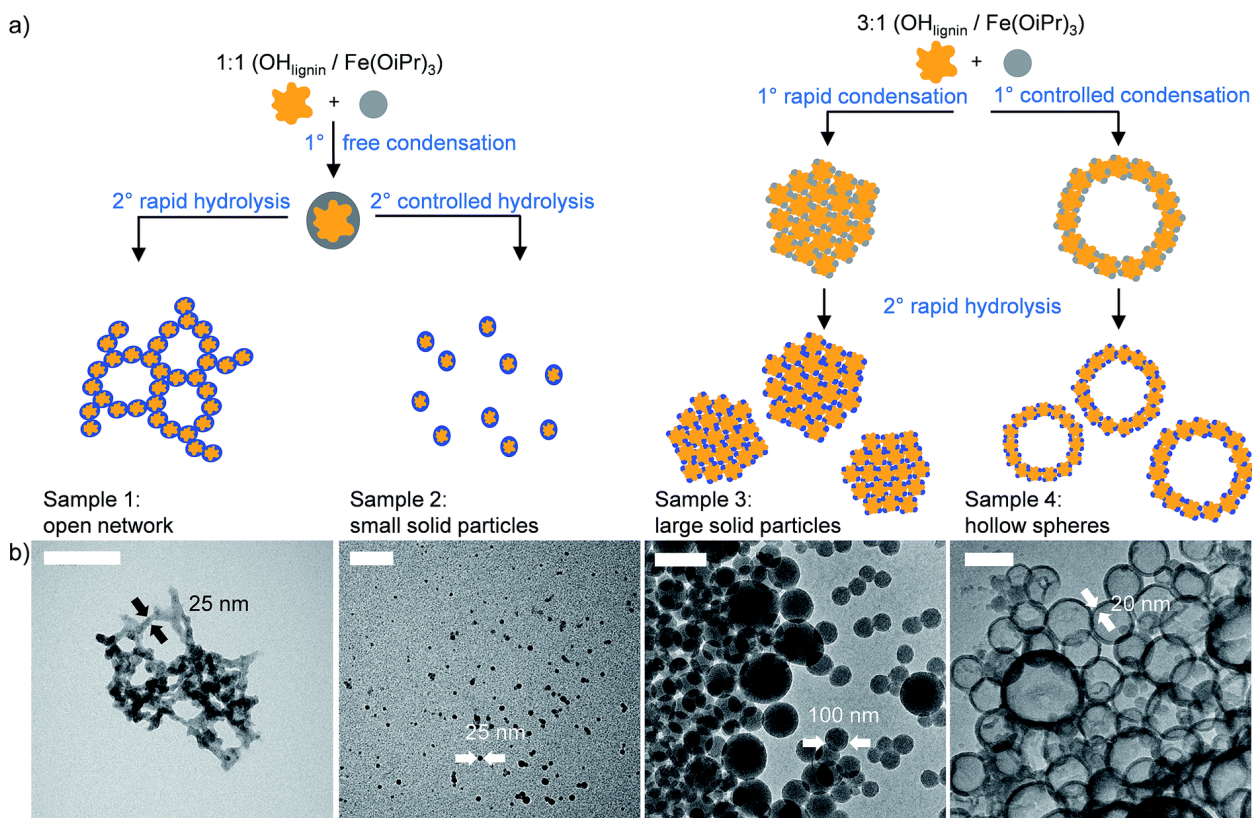 a)
1:1 (OHlignin / Fe(OiPr)3)
+
1° free condensation
2° rapid hydrolysis
2° controlled hydrolysis
3:1 (OHlignin / Fe(OiPr)3)
+
1° rapid condensation
1° controlled condensation
2° rapid hydrolysis
Sample 1:
open network
Sample 2:
small solid particles
Sample 3:
large solid particles
Sample 4:
hollow spheres
b)
25 nm
25 nm
100 nm
20 nm